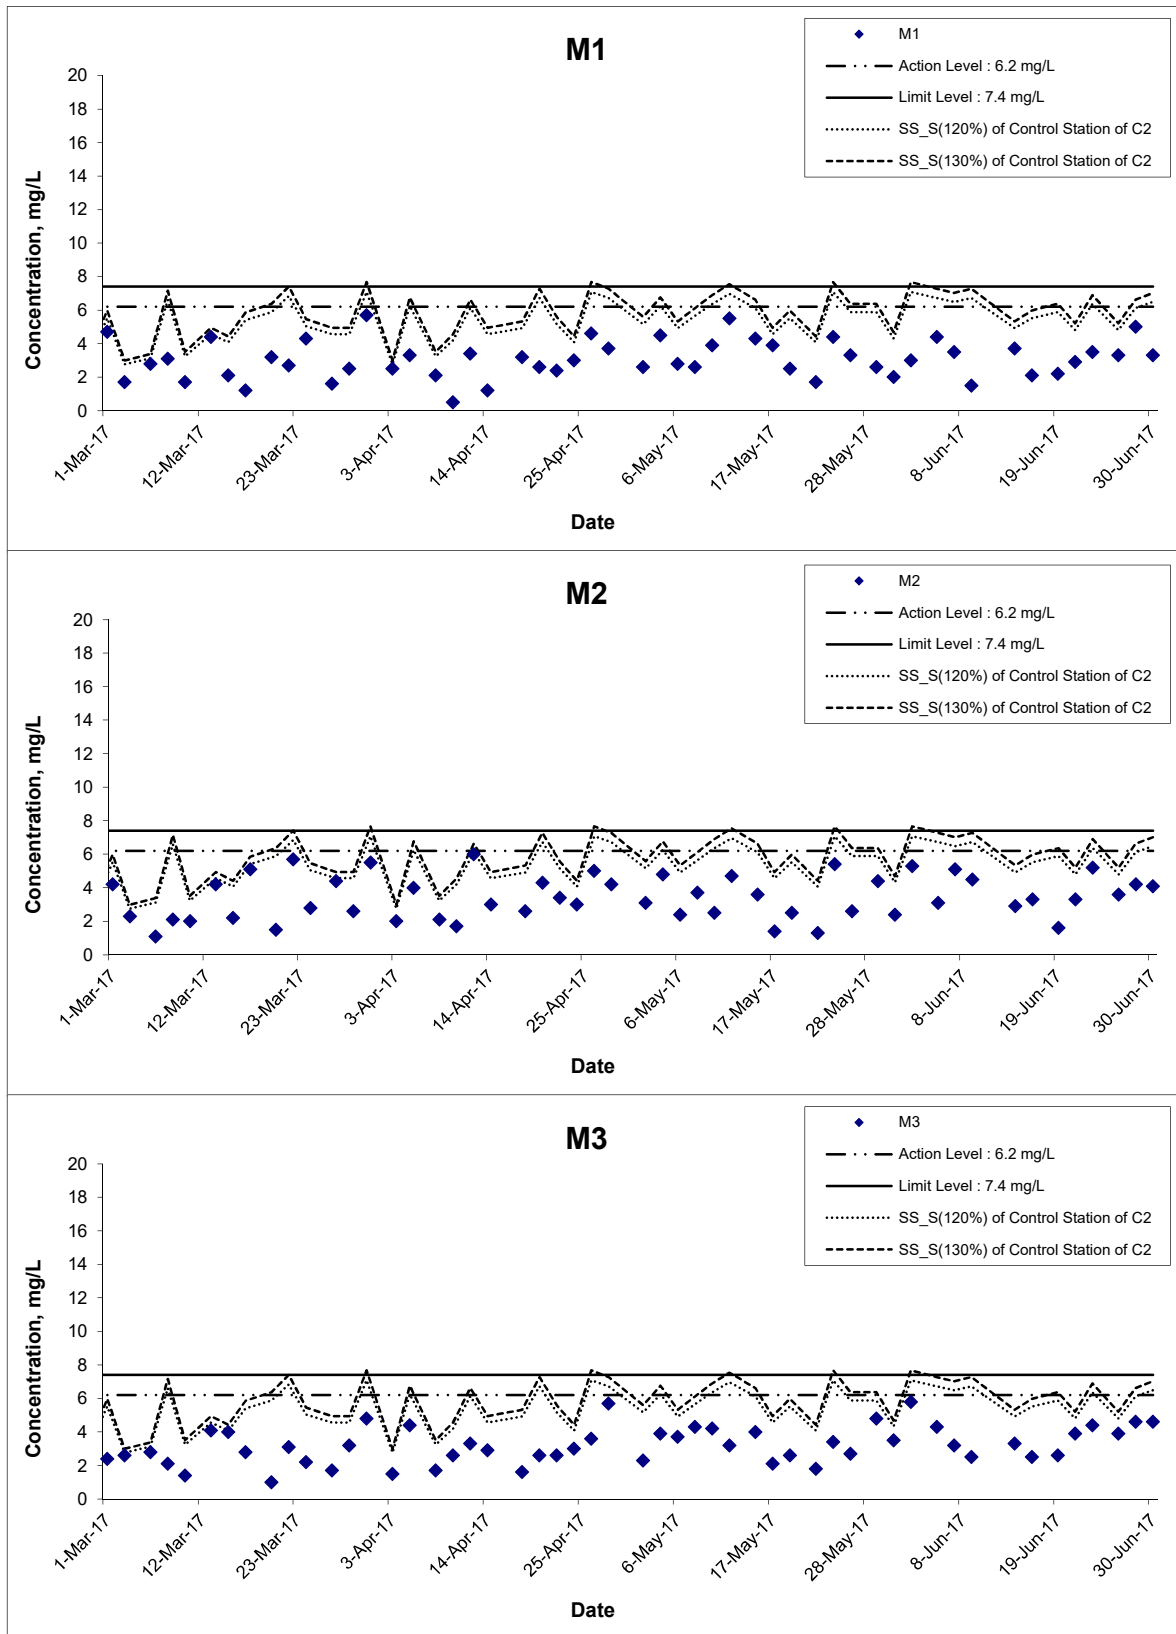 M1
M1
Action Level : 6.2 mg/L
Limit Level : 7.4 mg/L
SS_S(120%) of Control Station of C2
SS_S(130%) of Control Station of C2
Concentration, mg/L
20
18
16
14
12
10
8
6
4
2
0
1-Mar-17
12-Mar-17
23-Mar-17
3-Apr-17
14-Apr-17
25-Apr-17
6-May-17
17-May-17
28-May-17
8-Jun-17
19-Jun-17
30-Jun-17
Date
M2
M2
Action Level : 6.2 mg/L
Limit Level : 7.4 mg/L
SS_S(120%) of Control Station of C2
SS_S(130%) of Control Station of C2
Concentration, mg/L
20
18
16
14
12
10
8
6
4
2
0
1-Mar-17
12-Mar-17
23-Mar-17
3-Apr-17
14-Apr-17
25-Apr-17
6-May-17
17-May-17
28-May-17
8-Jun-17
19-Jun-17
30-Jun-17
Date
M3
M3
Action Level : 6.2 mg/L
Limit Level : 7.4 mg/L
SS_S(120%) of Control Station of C2
SS_S(130%) of Control Station of C2
Concentration, mg/L
20
18
16
14
12
10
8
6
4
2
0
1-Mar-17
12-Mar-17
23-Mar-17
3-Apr-17
14-Apr-17
25-Apr-17
6-May-17
17-May-17
28-May-17
8-Jun-17
19-Jun-17
30-Jun-17
Date